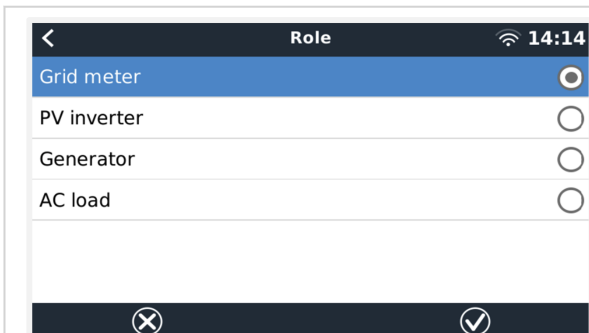 Role
14:14
Grid meter
PV inverter
Generator
AC load